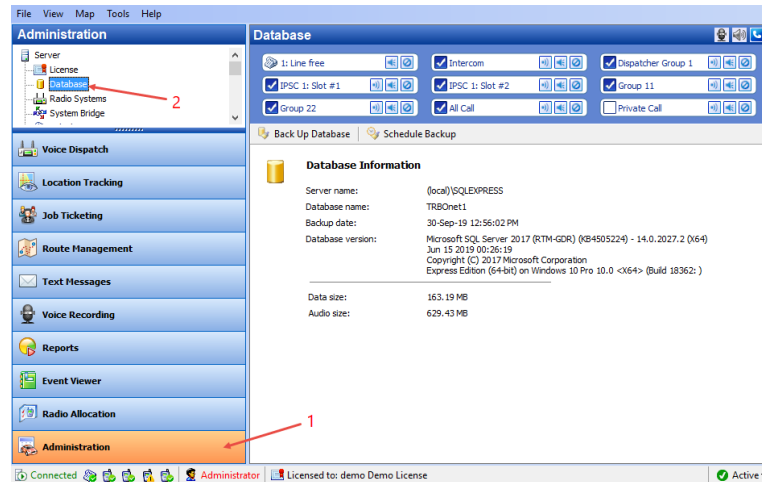 File View Map Tools Help
Administration
Database
Server
License
Database
Radio Systems
System Bridge
2
1: Line free
Intercom
Dispatcher Group 1
IPSC 1: Slot #1
IPSC 1: Slot #2
Group 11
Group 22
All Call
Private Call
Back Up Database
Schedule Backup
Voice Dispatch
Location Tracking
Job Ticketing
Route Management
Text Messages
Voice Recording
Reports
Event Viewer
Radio Allocation
Administration
1
Database Information
Server name: (local)\SQLEXPRESS
Database name: TRBOnet1
Backup date: 30-Sep-19 12:56:02 PM
Database version: Microsoft SQL Server 2017 (RTM-GDR) (KB4505224) - 14.0.2027.2 (X64)
Jun 15 2019 00:26:19
Copyright (C) 2017 Microsoft Corporation
Express Edition (64-bit) on Windows 10 Pro 10.0 <X64> (Build 18362: )
Data size: 163.19 MB
Audio size: 629.43 MB
Connected
Administrator
Licensed to: demo Demo License
Active